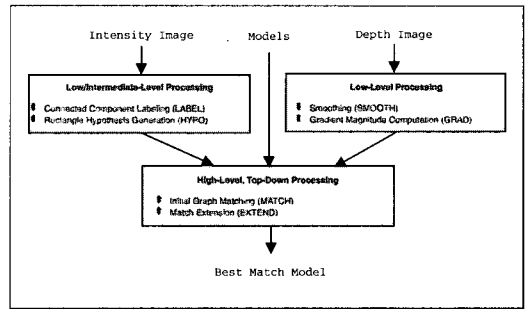 Intensity Image
Models
Depth Image
Low/Intermediate-Level Processing
Connected Component Labeling (LABEL)
Rectangle Hypothesis Generation (HYPO)
Low-Level Processing
Smoothing (SMOOTH)
Gradient Magnitude Computation (GRAD)
High-Level, Top-Down Processing
Initial Graph Matching (MATCH)
Match Extension (EXTEND)
Best Match Model